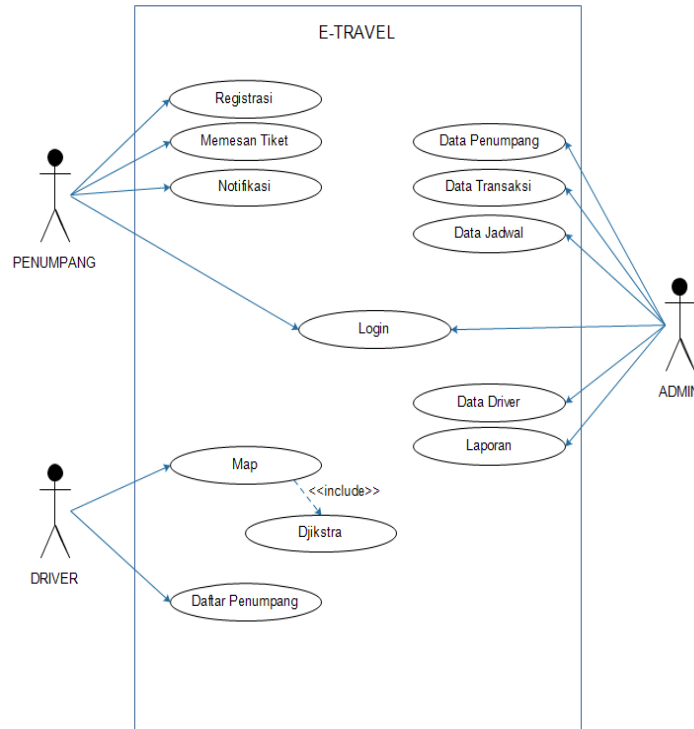 E-TRAVEL
Registrasi
Memesan Tiket
Notifikasi
PENUMPANG
Data Penumpang
Data Transaksi
Data Jadwal
Login
ADMIN
Data Driver
Laporan
Map
<<include>>
Djikstra
DRIVER
Daftar Penumpang